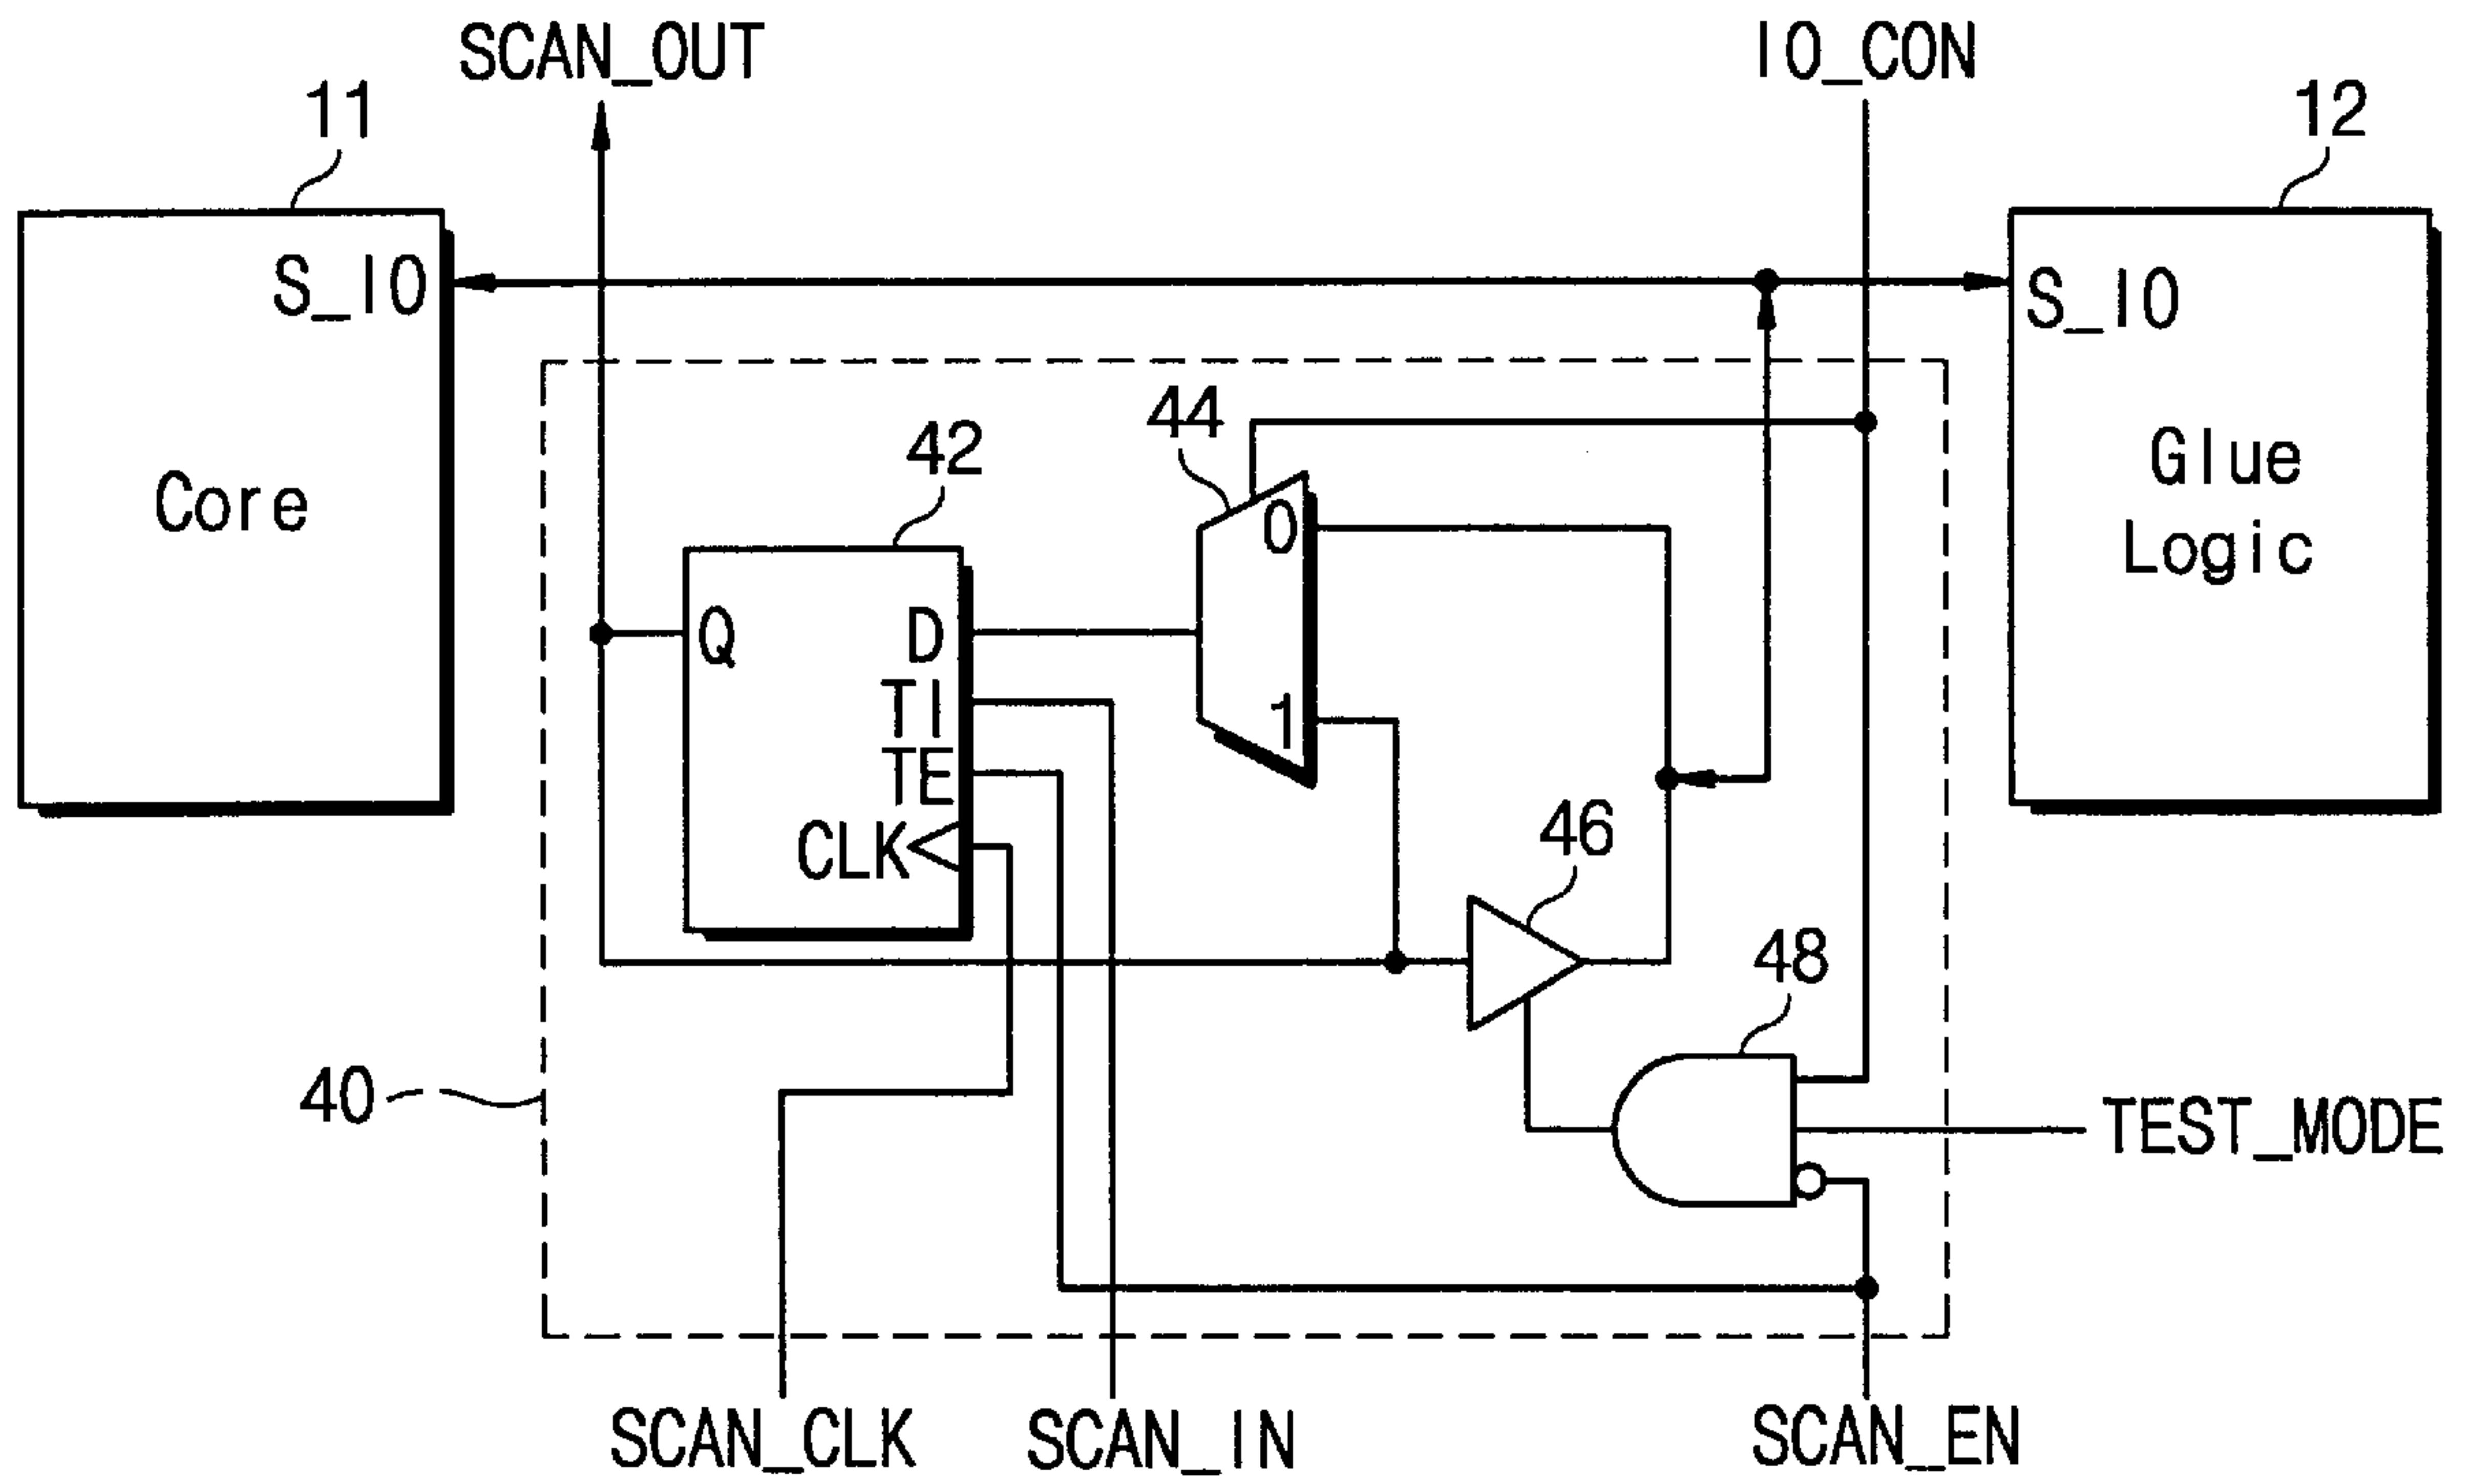 SCAN_OUT
IO_CON
11
12
S_IO
S_IO
Core
Glue
Logic
44
42
0
Q
D
TI
1
TE
CLK
46
48
40
TEST_MODE
SCAN_CLK
SCAN_IN
SCAN_EN